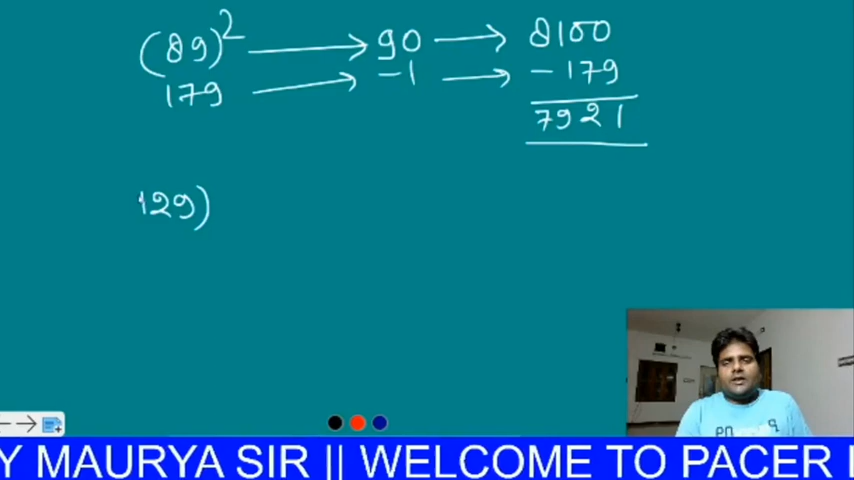 (89)² → 90 → 8100
179 → -1 → -179
7921
129)
Y MAURYA SIR || WELCOME TO PACER